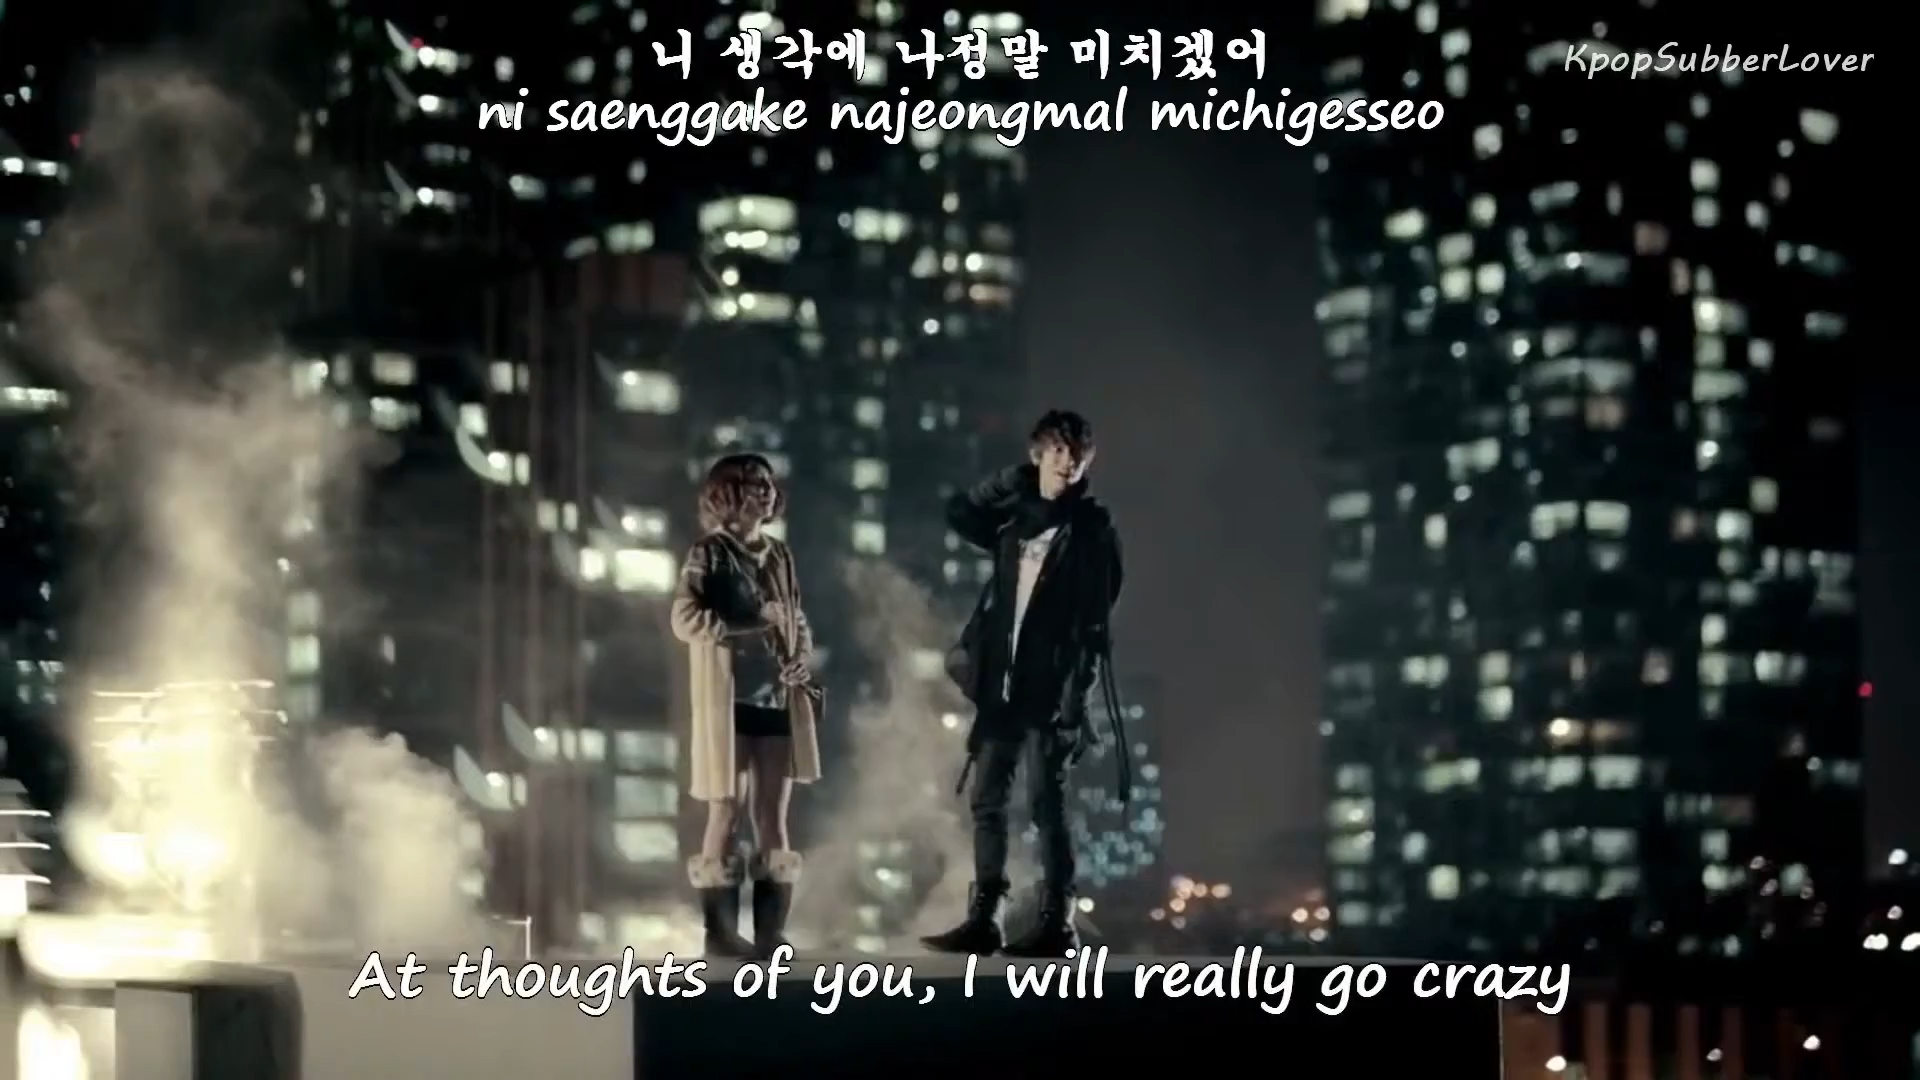 니 생각에 나정말 미치겠어
KpopSubberLover
ni saenggake najeongmal michigesseo
At thoughts of you, I will really go crazy